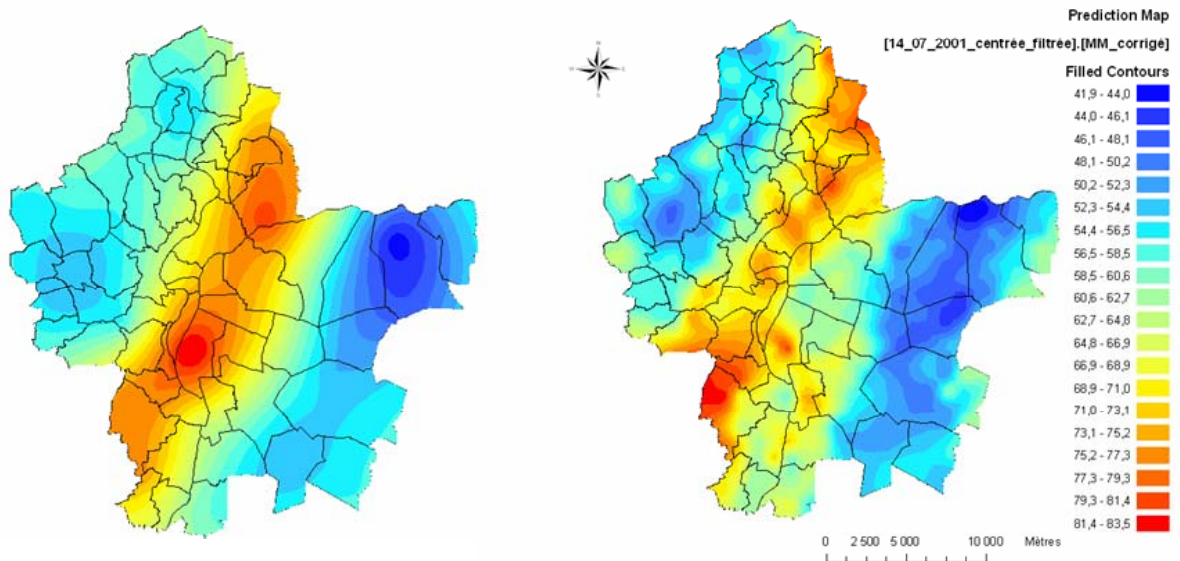 Prediction Map
[14_07_2001_centrée_filtrée].[MM_corrigé]
Filled Contours
41,9 - 44,0
44,0 - 46,1
46,1 - 48,1
48,1 - 50,2
50,2 - 52,3
52,3 - 54,4
54,4 - 56,5
56,5 - 58,5
58,5 - 60,6
60,6 - 62,7
62,7 - 64,8
64,8 - 66,9
66,9 - 68,9
68,9 - 71,0
71,0 - 73,1
73,1 - 75,2
75,2 - 77,3
77,3 - 79,3
79,3 - 81,4
81,4 - 83,5
0 2 500 5 000 10 000 Mètres